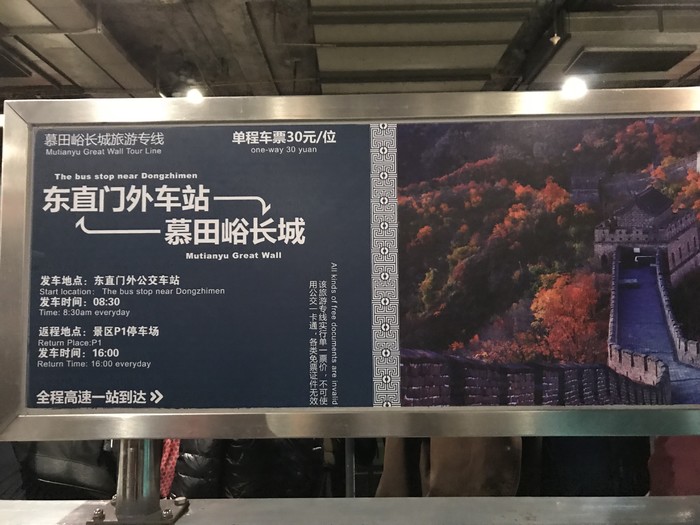 慕田峪长城旅游专线
Mutianyu Great Wall Tour Line
单程车票30元/位
one-way 30 yuan
The bus stop near Dongzhimen
东直门外车站
慕田峪长城
Mutianyu Great Wall
发车地点：东直门外公交车站
Start location： The bus stop near Dongzhimen
发车时间：08:30
Time: 8:30am everyday
返程地点：景区P1停车场
Return Place:P1
发车时间：16:00
Return Time: 16:00 everyday
全程高速一站到达
All kinds of free documents are invalid
该旅游专线实行单一票价，不可使
用公交一卡通，各类免票证件无效